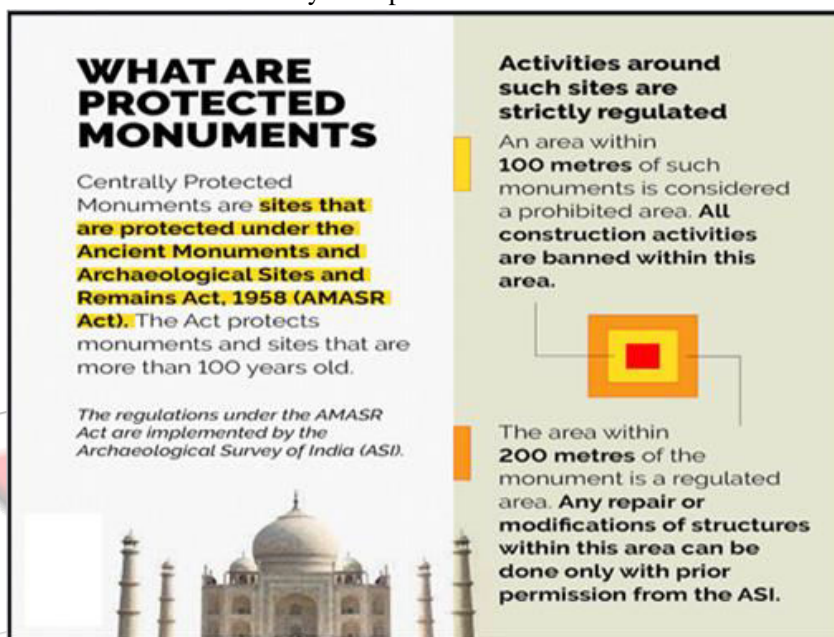 WHAT ARE
PROTECTED
MONUMENTS
Centrally Protected
Monuments are sites that
are protected under the
Ancient Monuments and
Archaeological Sites and
Remains Act, 1958 (AMASR
Act). The Act protects
monuments and sites that are
more than 100 years old.
The regulations under the AMASR
Act are implemented by the
Archaeological Survey of India (ASI).
Activities around
such sites are
strictly regulated
An area within
100 metres of such
monuments is considered
a prohibited area. All
construction activities
are banned within this
area.
The area within
200 metres of the
monument is a regulated
area. Any repair or
modifications of structures
within this area can be
done only with prior
permission from the ASI.